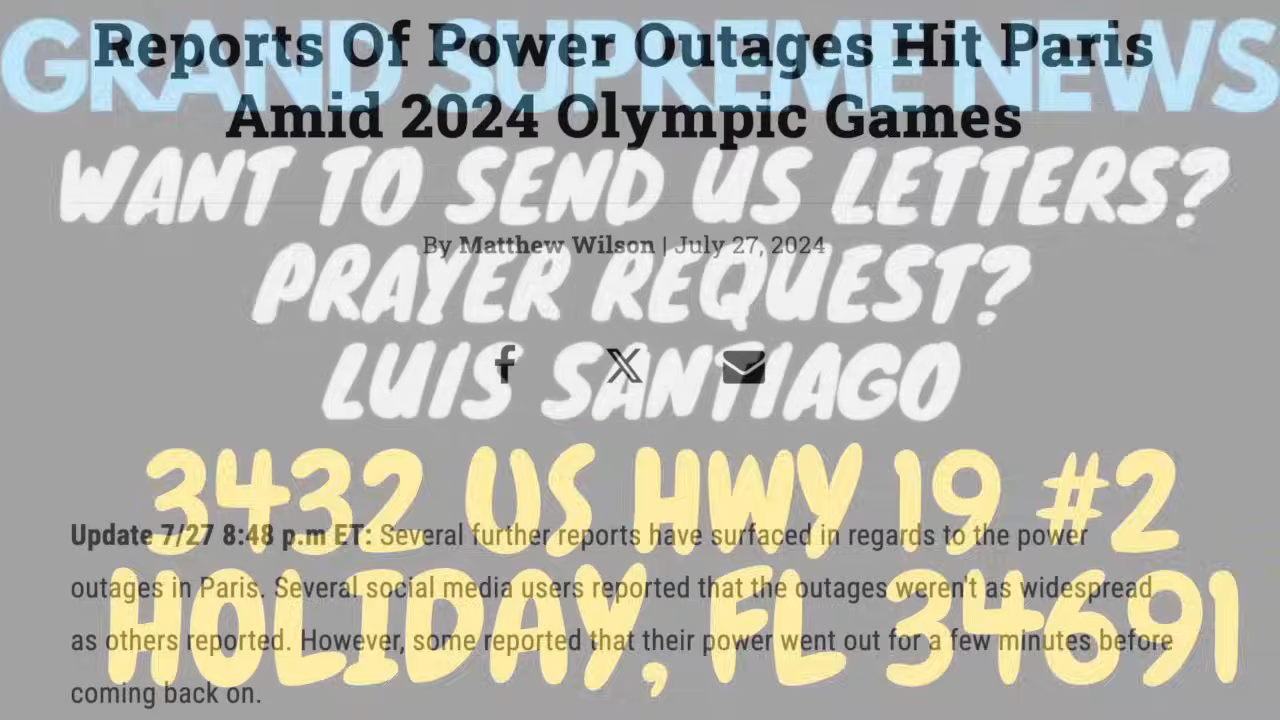 GRAND SUPREME NEWS
Reports Of Power Outages Hit Paris
Amid 2024 Olympic Games
WANT TO SEND US LETTERS?
By Matthew Wilson | July 27, 2024
PRAYER REQUEST?
LUIS SANTIAGO
3432 US HWY 19 #2
Update 7/27 8:48 p.m ET: Several further reports have surfaced in regards to the power
outages in Paris. Several social media users reported that the outages weren't as widespread
HOLIDAY, FL 34691
as others reported. However, some reported that their power went out for a few minutes before
coming back on.